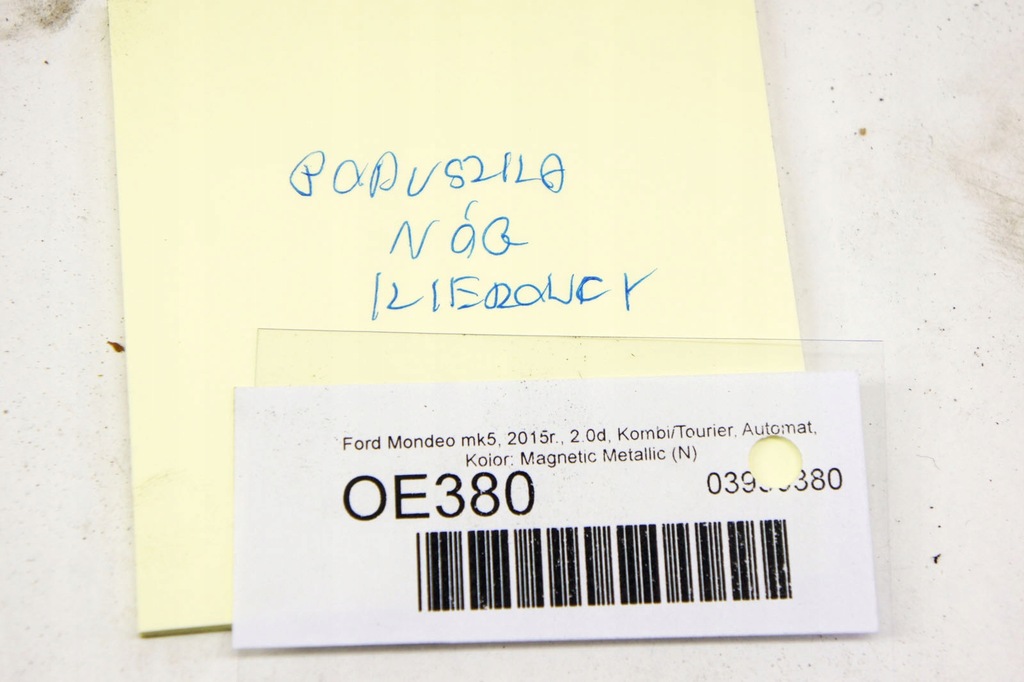 PODUSZKA
NÓG
KIEROWCY
Ford Mondeo mk5, 2015r., 2.0d, Kombi/Tourier, Automat,
Kolor: Magnetic Metallic (N)
OE380